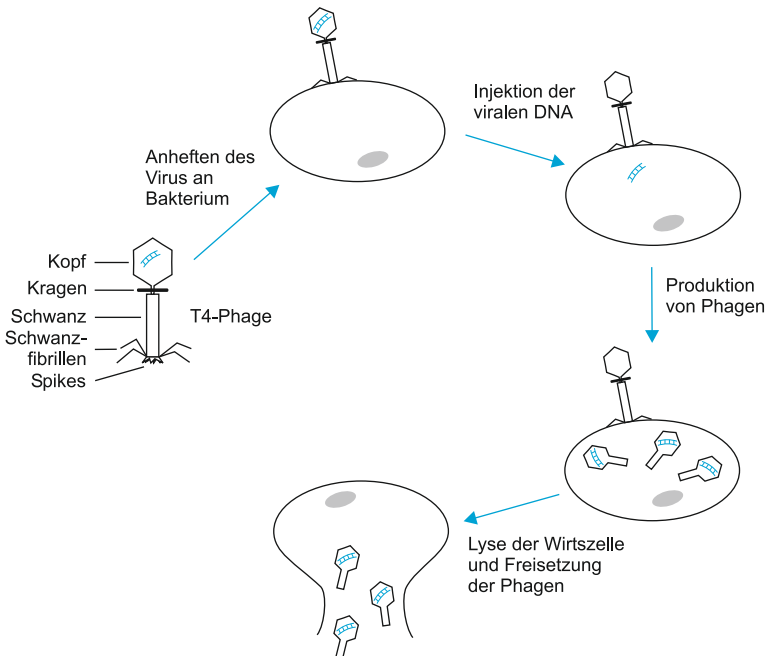 Injektion der
viralen DNA
Anheften des
Virus an
Bakterium
Kopf
Kragen
Schwanz
T4-Phage
Schwanz-
fibrillen
Spikes
Produktion
von Phagen
Lyse der Wirtszelle
und Freisetzung
der Phagen